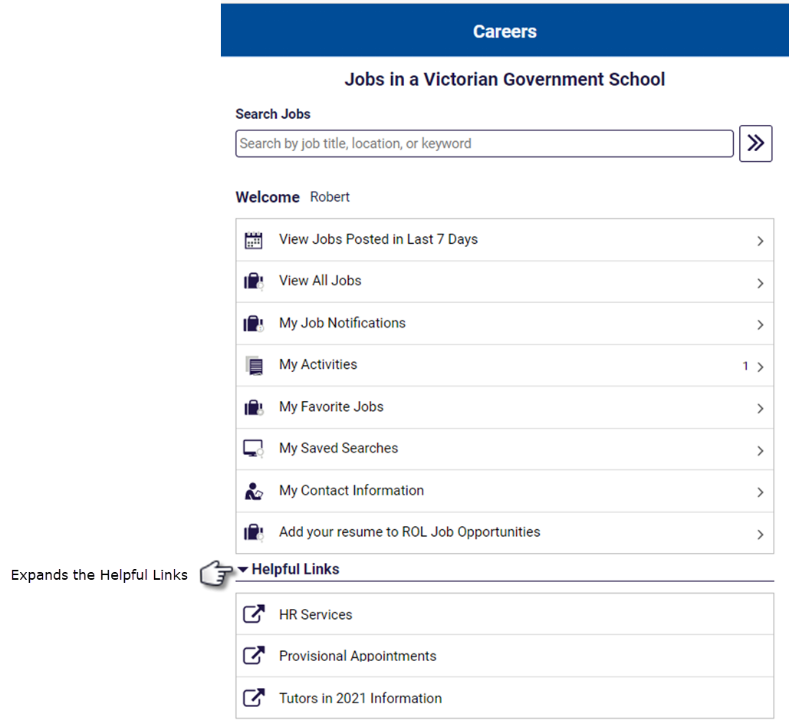 Careers
Jobs in a Victorian Government School
Search Jobs
Search by job title, location, or keyword
Welcome Robert
View Jobs Posted in Last 7 Days
View All Jobs
My Job Notifications
My Activities 1
My Favorite Jobs
My Saved Searches
My Contact Information
Add your resume to ROL Job Opportunities
Expands the Helpful Links
Helpful Links
HR Services
Provisional Appointments
Tutors in 2021 Information